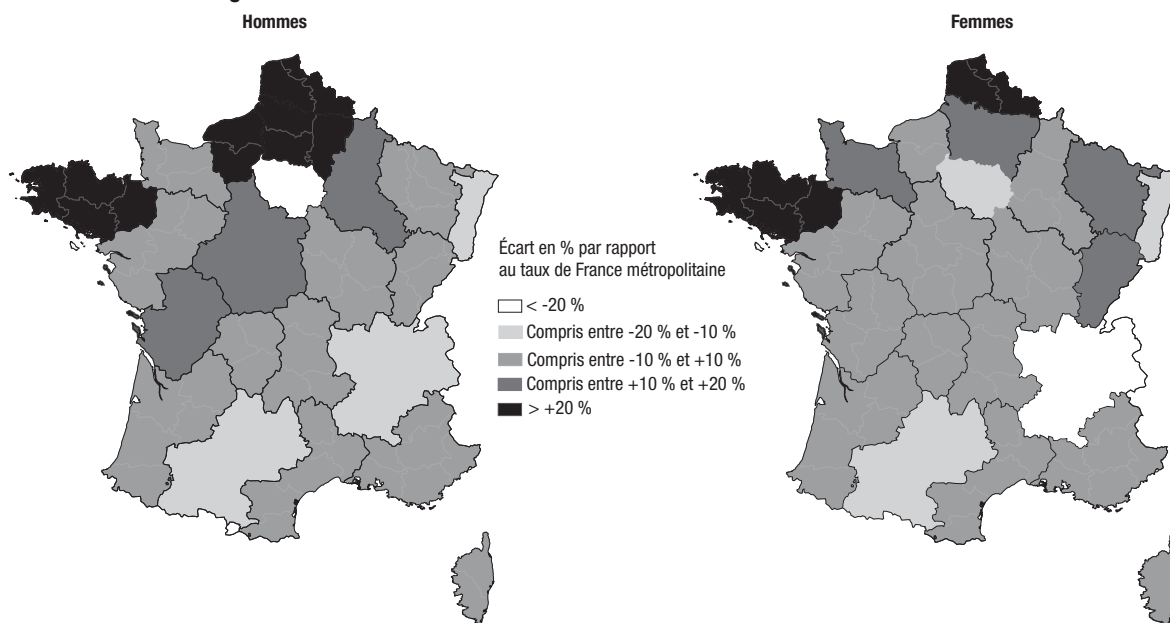 Hommes
Femmes
Écart en % par rapport
au taux de France métropolitaine
< -20 %
Compris entre -20 % et -10 %
Compris entre -10 % et +10 %
Compris entre +10 % et +20 %
> +20 %